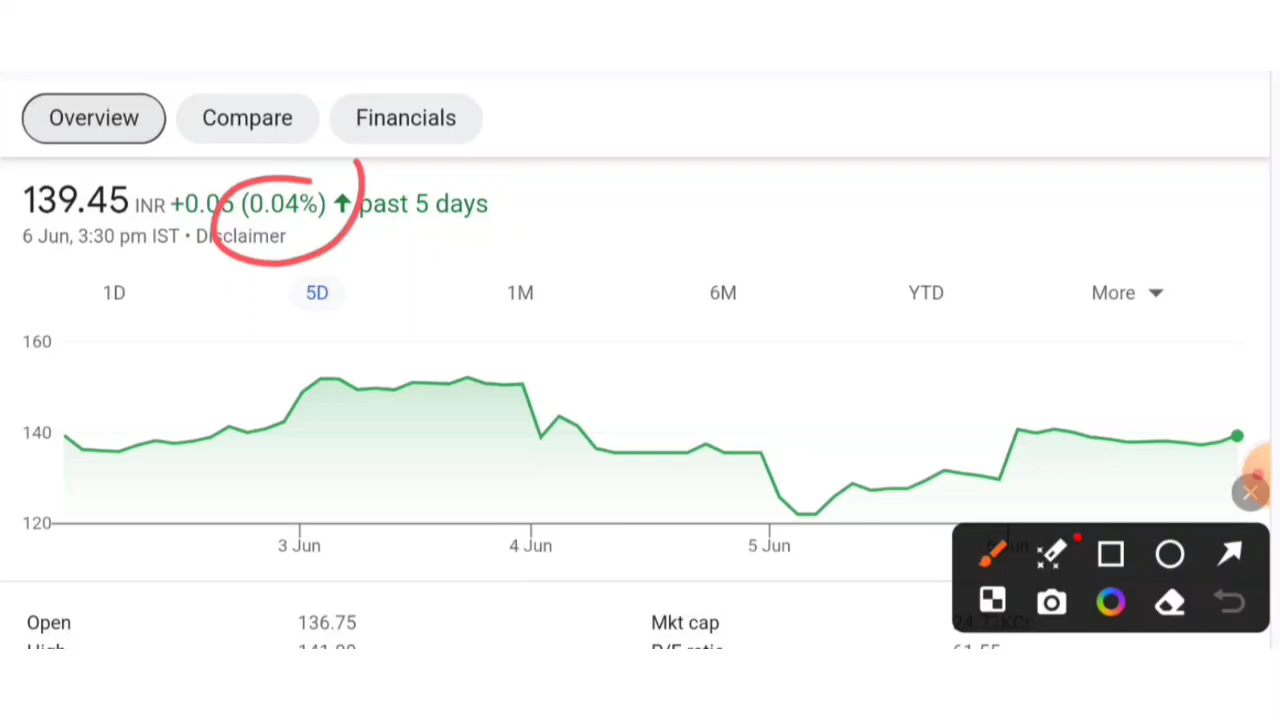 Overview Compare Financials
139.45 INR +0.06 (0.04%) ↑ past 5 days
6 Jun, 3:30 pm IST • Disclaimer
1D 5D 1M 6M YTD More
160
140
120
3 Jun 4 Jun 5 Jun
Open 136.75 Mkt cap
High P/E ratio